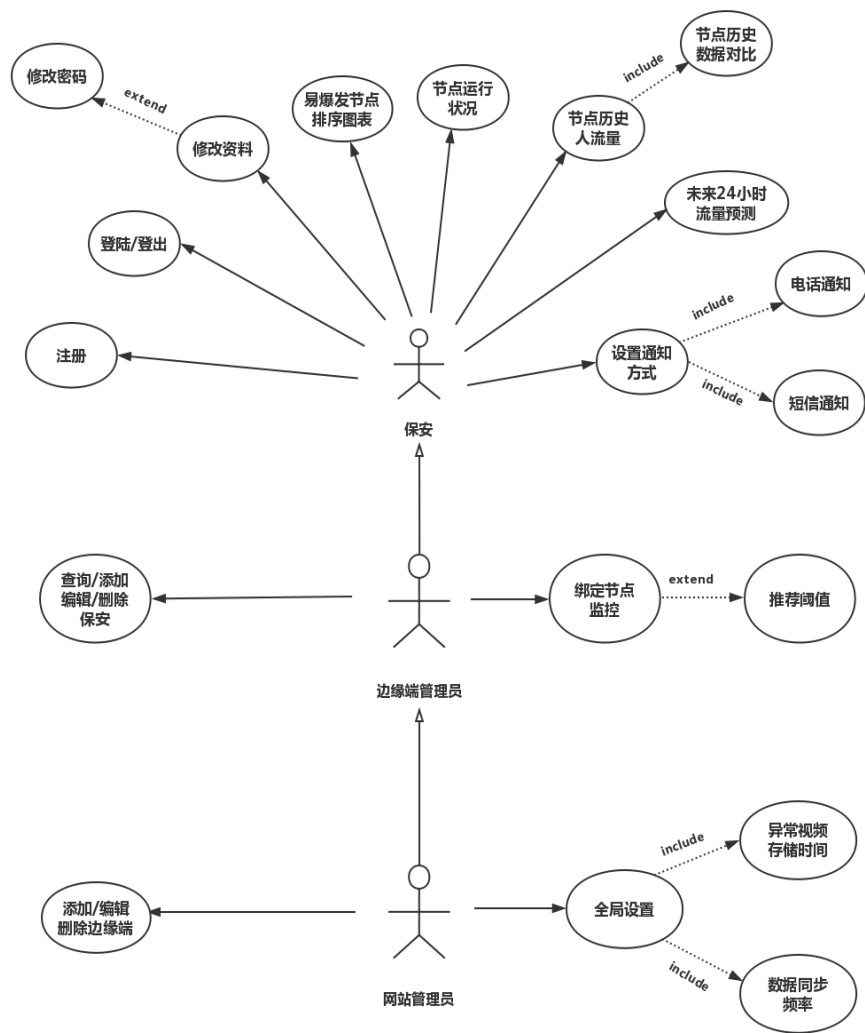 节点历史
数据对比
include
修改密码
extend
易爆发节点
排序图表
节点运行
状况
节点历史
人流量
修改资料
未来24小时
流量预测
登陆/登出
电话通知
include
注册
设置通知
方式
include
短信通知
保安
查询/添加
编辑/删除
保安
绑定节点
监控
extend
推荐阈值
边缘端管理员
异常视频
存储时间
include
添加/编辑
删除边缘端
全局设置
include
数据同步
频率
网站管理员